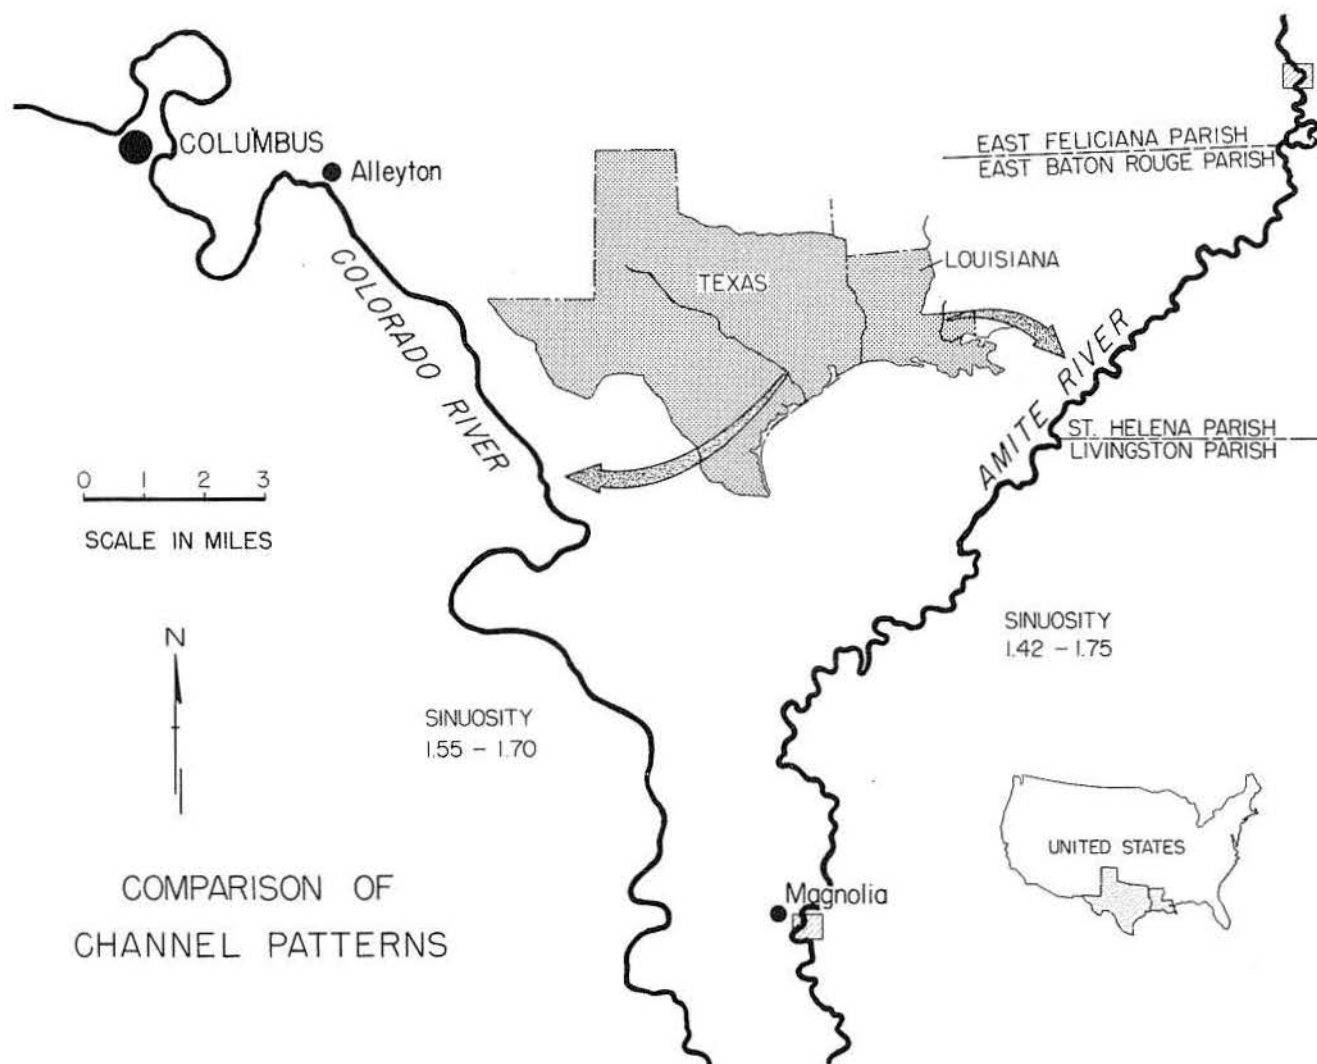 COLUMBUS
Alleyton
EAST FELICIANA PARISH
EAST BATON ROUGE PARISH
COLORADO RIVER
TEXAS
LOUISIANA
AMITE RIVER
ST. HELENA PARISH
LIVINGSTON PARISH
0 1 2 3
SCALE IN MILES
N
SINUOSITY
1.42 – 1.75
SINUOSITY
1.55 – 1.70
UNITED STATES
Magnolia
COMPARISON OF
CHANNEL PATTERNS